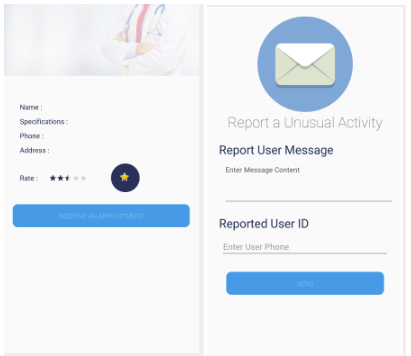 Name :
Specifications :
Phone :
Address :
Rate :
RESERVE AN APPOINTMENT
Report a Unusual Activity
Report User Message
Enter Message Content
Reported User ID
Enter User Phone
SEND